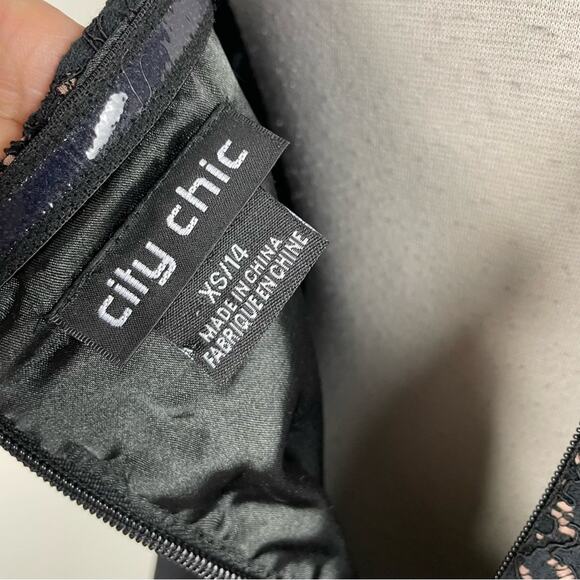 city chic
XS/14
MADE IN CHINA
FABRIQUE EN CHINE